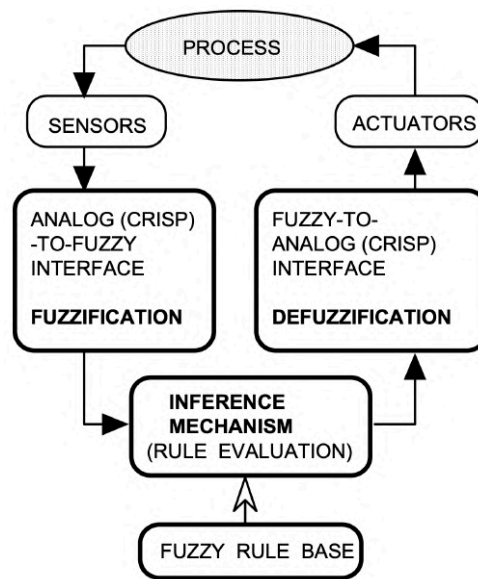 PROCESS
SENSORS
ACTUATORS
ANALOG (CRISP)
-TO-FUZZY
INTERFACE
FUZZIFICATION
FUZZY-TO-
ANALOG (CRISP)
INTERFACE
DEFUZZIFICATION
INFERENCE
MECHANISM
(RULE EVALUATION)
FUZZY RULE BASE